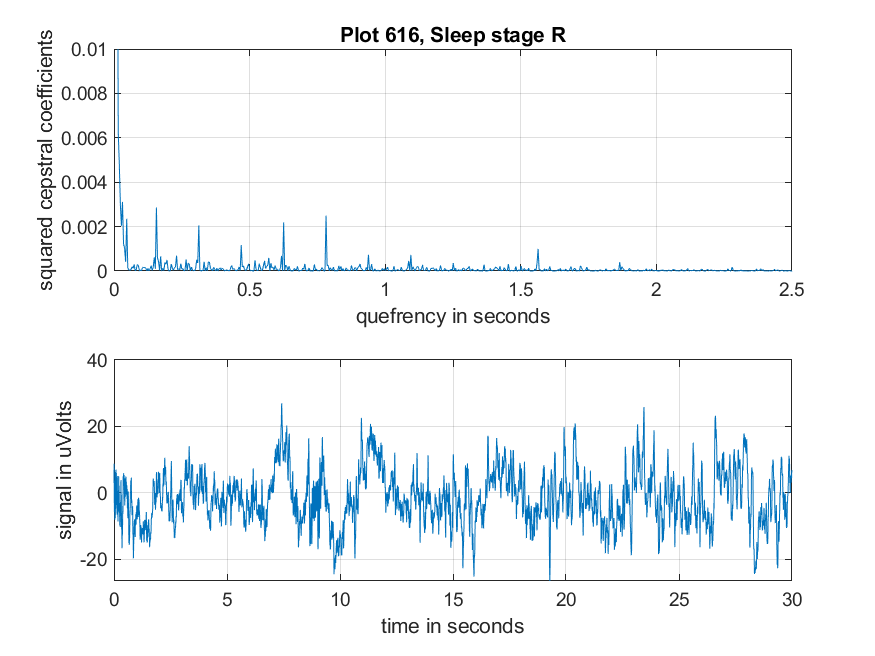 Plot 616, Sleep stage R
squared cepstral coefficients
0.01
0.008
0.006
0.004
0.002
0
0 0.5 1 1.5 2 2.5
quefrency in seconds
signal in uVolts
40
20
0
-20
0 5 10 15 20 25 30
time in seconds